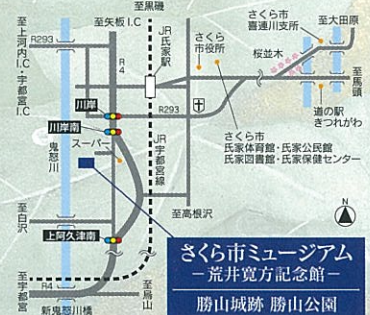 至黒磯
至矢板I.C
至上河内I.C・宇都宮I.C
R293
R4
JR氏家駅
さくら市役所
さくら市喜連川支所
至大田原
桜並木
至馬頭
川岸
R293
川岸南
道の駅きつれがわ
さくら市
氏家体育館・氏家公民館
氏家図書館・氏家保健センター
スーパー
鬼怒川
JR宇都宮線
至白沢
至高根沢
N
上阿久津南
至宇都宮
R4
新鬼怒川橋
至烏山
さくら市ミュージアム
－荒井寛方記念館－
勝山城跡 勝山公園